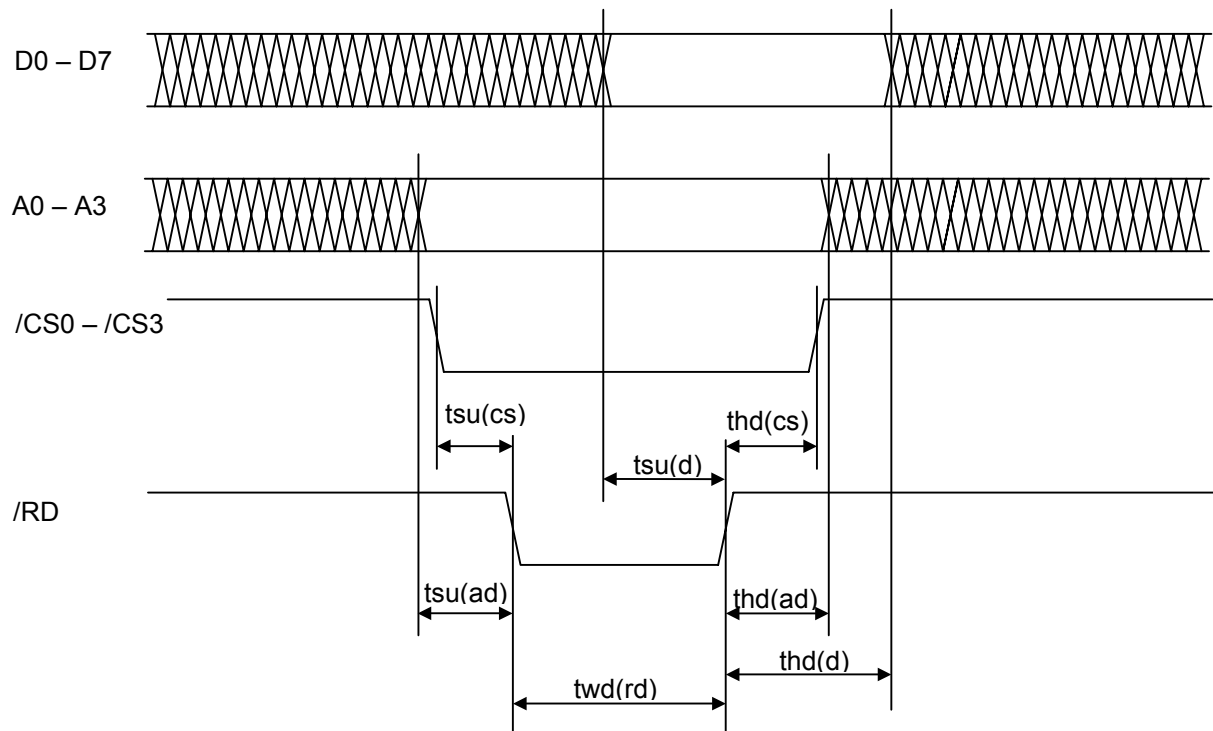 D0 – D7
A0 – A3
/CS0 – /CS3
tsu(cs)
thd(cs)
tsu(d)
/RD
tsu(ad)
thd(ad)
thd(d)
twd(rd)